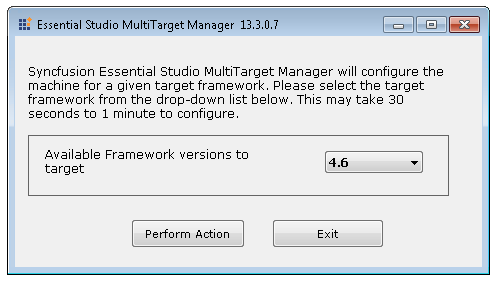 Essential Studio MultiTarget Manager 13.3.0.7
Syncfusion Essential Studio MultiTarget Manager will configure the
machine for a given target framework. Please select the target
framework from the drop-down list below. This may take 30
seconds to 1 minute to configure.
Available Framework versions to
target
4.6
Perform Action
Exit